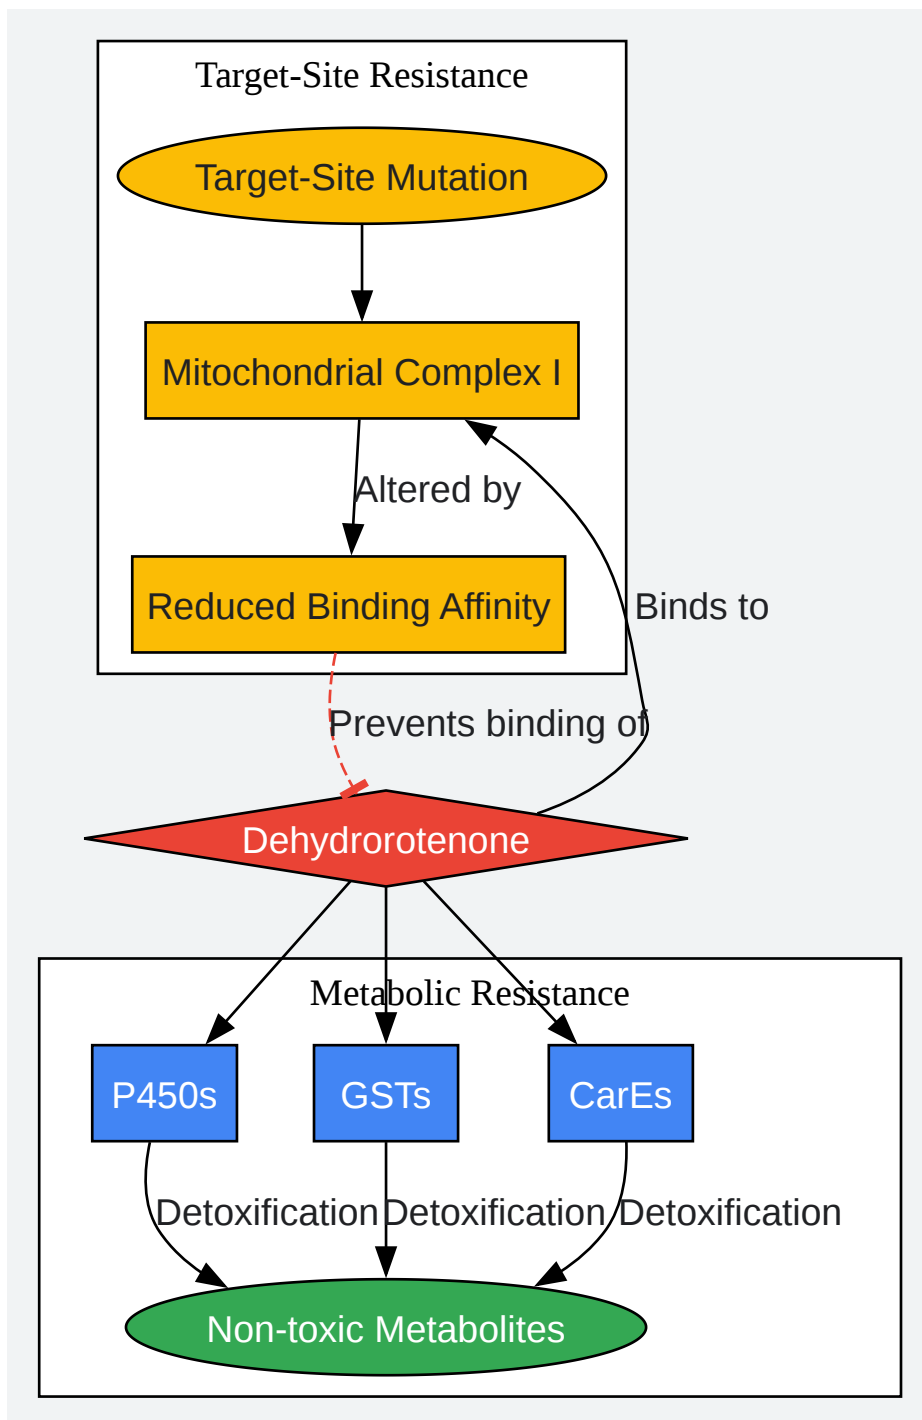 Target-Site Resistance
Target-Site Mutation
Mitochondrial Complex I
Altered by
Reduced Binding Affinity
Binds to
Prevents binding of
Dehydrorotenone
Metabolic Resistance
P450s
GSTs
CarEs
Detoxification
Detoxification
Detoxification
Non-toxic Metabolites